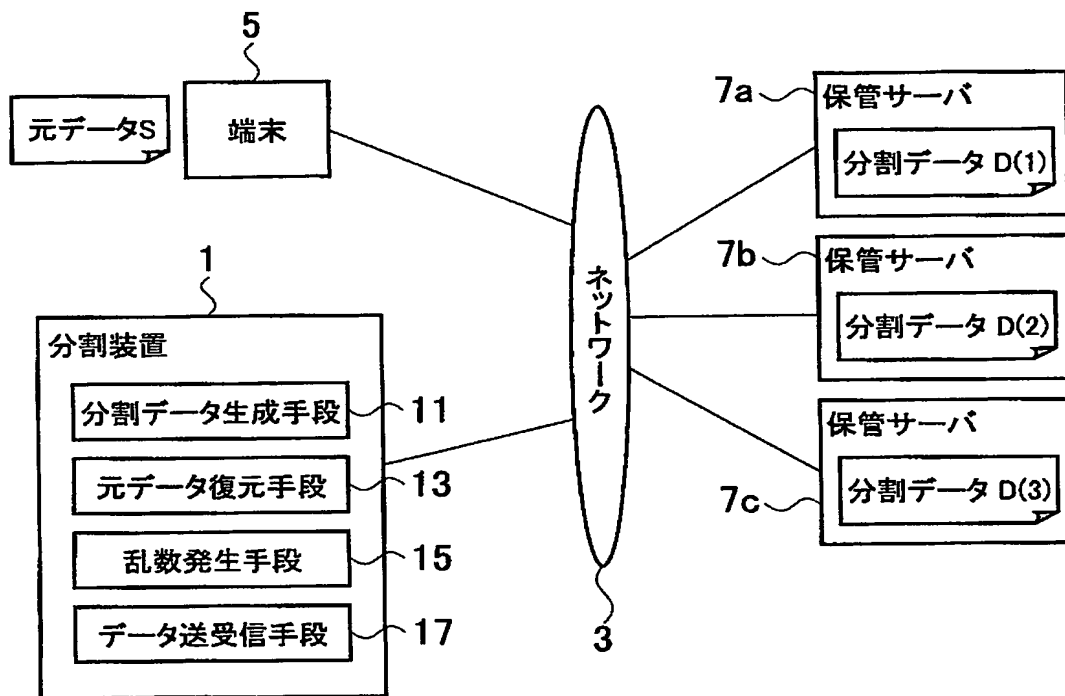 5
元データS
端末
1
分割装置
分割データ生成手段
11
元データ復元手段
13
乱数発生手段
15
データ送受信手段
17
ネットワーク
3
7a
保管サーバ
分割データ D(1)
7b
保管サーバ
分割データ D(2)
保管サーバ
7c
分割データ D(3)